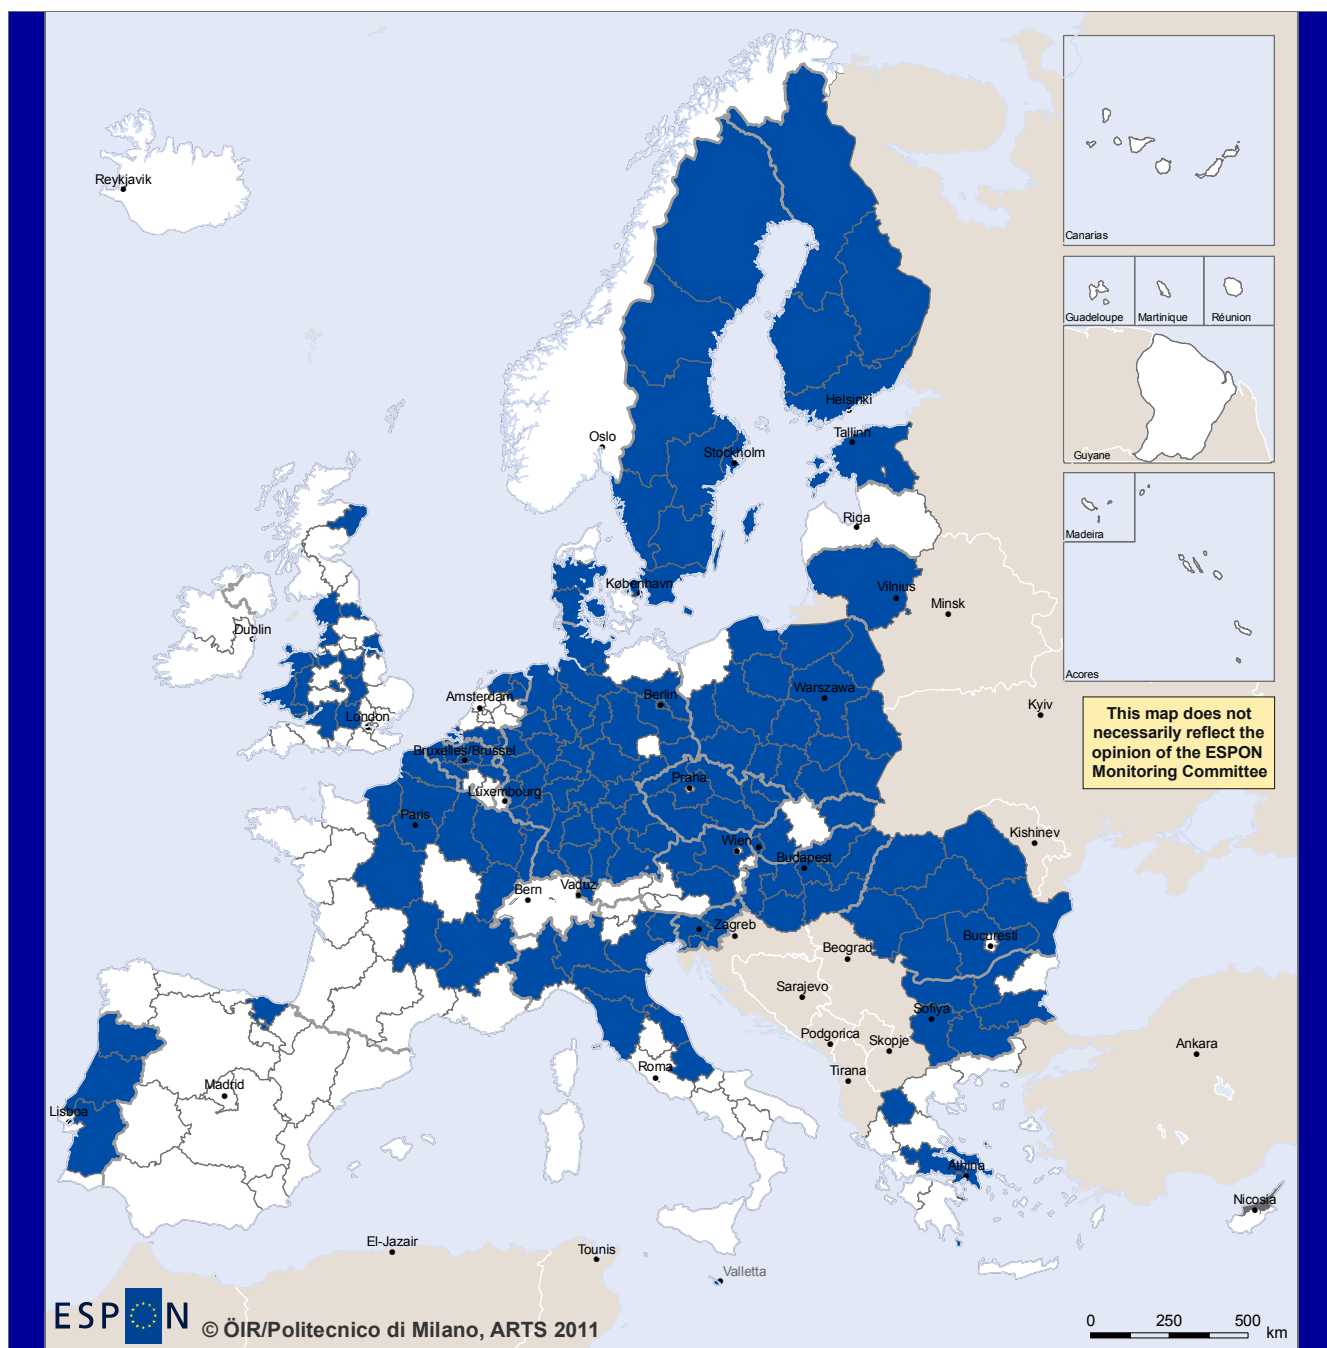 Reykjavik
Canarias
Guadeloupe
Martinique
Réunion
Helsinki
Oslo
Tallinn
Stockholm
Guyane
Riga
Madeira
København
Vilnius
Minsk
Dublin
Acores
Amsterdam
Berlin
Warszawa
Kyiv
London
This map does not
necessarily reflect the
opinion of the ESPON
Monitoring Committee
Bruxelles/Brussel
Praha
Luxembourg
Paris
Kishinev
Wien
Budapest
Bern
Vaduz
Zagreb
Bucuresti
Beograd
Sarajevo
Sofiya
Podgorica
Skopje
Ankara
Roma
Tirana
Madrid
Lisboa
Athina
Nicosia
El-Jazair
Tounis
Valletta
ESPON
© ÖIR/Politecnico di Milano, ARTS 2011
0 250 500
km